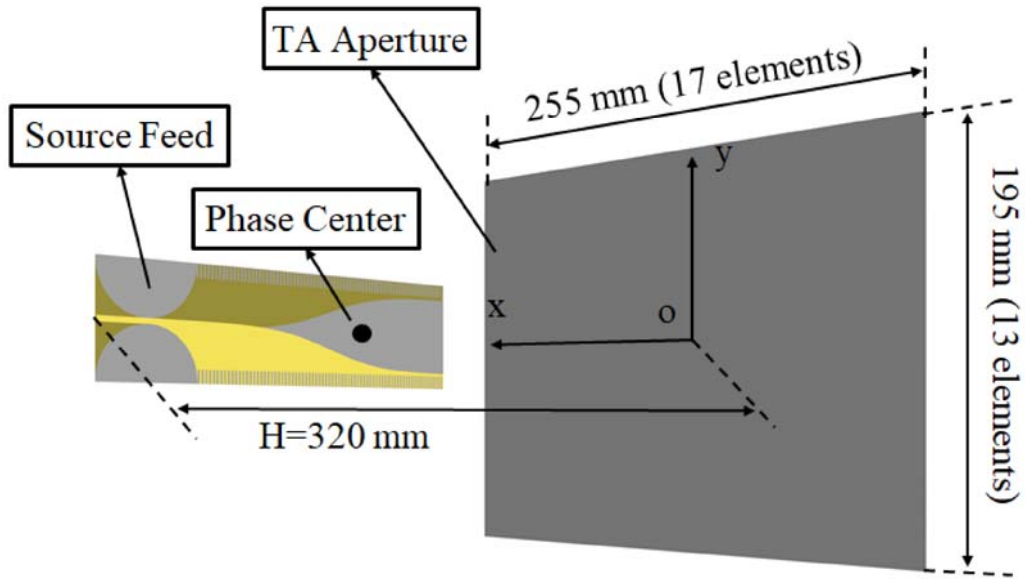 TA Aperture
255 mm (17 elements)
Source Feed
Phase Center
y
x
o
195 mm (13 elements)
H=320 mm